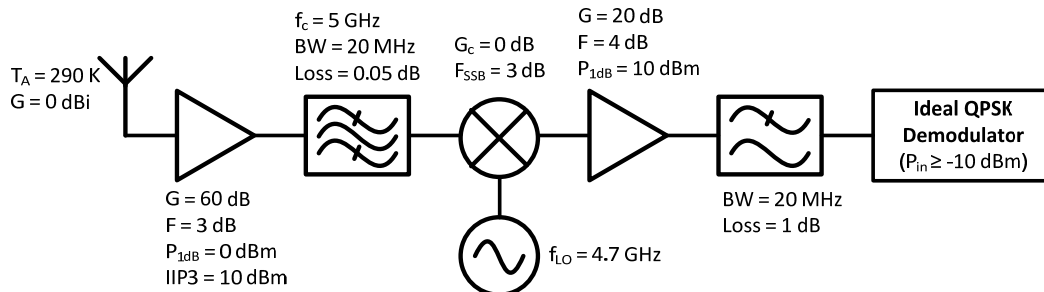 T_A = 290 K
G = 0 dBi
G = 60 dB
F = 3 dB
P_1dB = 0 dBm
IIP3 = 10 dBm
f_c = 5 GHz
BW = 20 MHz
Loss = 0.05 dB
G_c = 0 dB
F_SSB = 3 dB
f_LO = 4.7 GHz
G = 20 dB
F = 4 dB
P_1dB = 10 dBm
BW = 20 MHz
Loss = 1 dB
Ideal QPSK
Demodulator
(P_in ≥ -10 dBm)